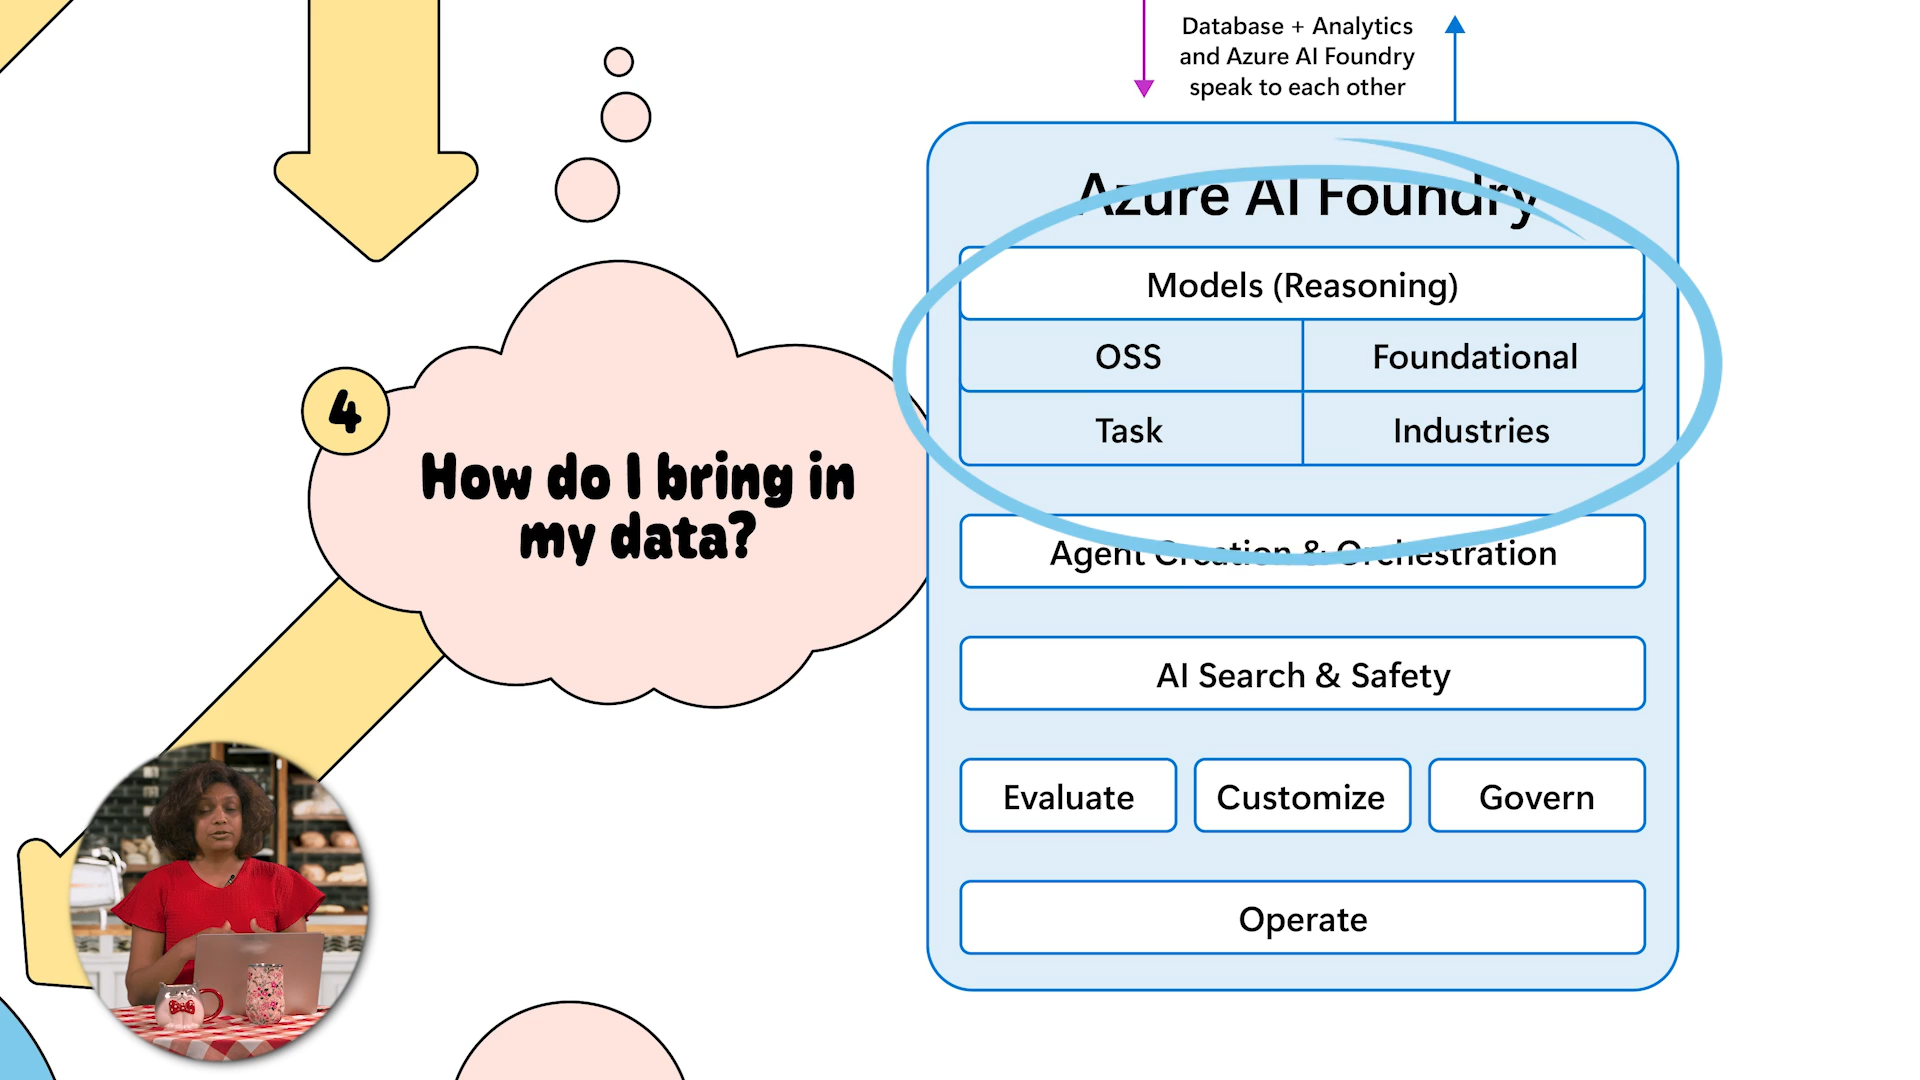 Database + Analytics
and Azure AI Foundry
speak to each other
Azure AI Foundry
Models (Reasoning)
OSS
Foundational
Task
Industries
4
How do I bring in
my data?
Agent Creation & Orchestration
AI Search & Safety
Evaluate
Customize
Govern
Operate